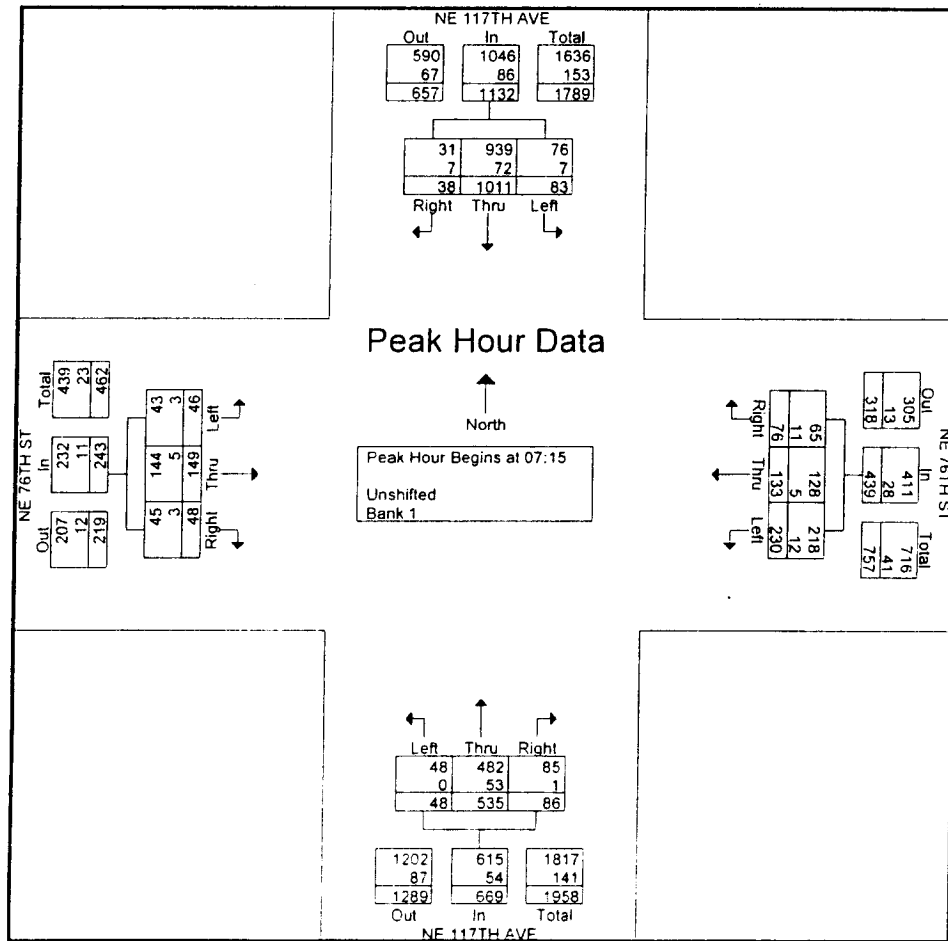 NE 117TH AVE
Out In Total
590 1046 1636
67 86 153
657 1132 1789
31 939 76
7 72 7
38 1011 83
Right Thru Left
Peak Hour Data
North
Peak Hour Begins at 07:15
Unshifted
Bank 1
NE 76TH ST
Out In Total
207 232 439
12 11 23
219 243 462
45 144 43
3 5 3
48 149 46
Right Thru Left
NE 76TH ST
Out In Total
305 411 716
13 28 41
318 439 757
65 128 218
11 5 12
76 133 230
Right Thru Left
Left Thru Right
48 482 85
0 53 1
48 535 86
1202 615 1817
87 54 141
1289 669 1958
Out In Total
NE 117TH AVE